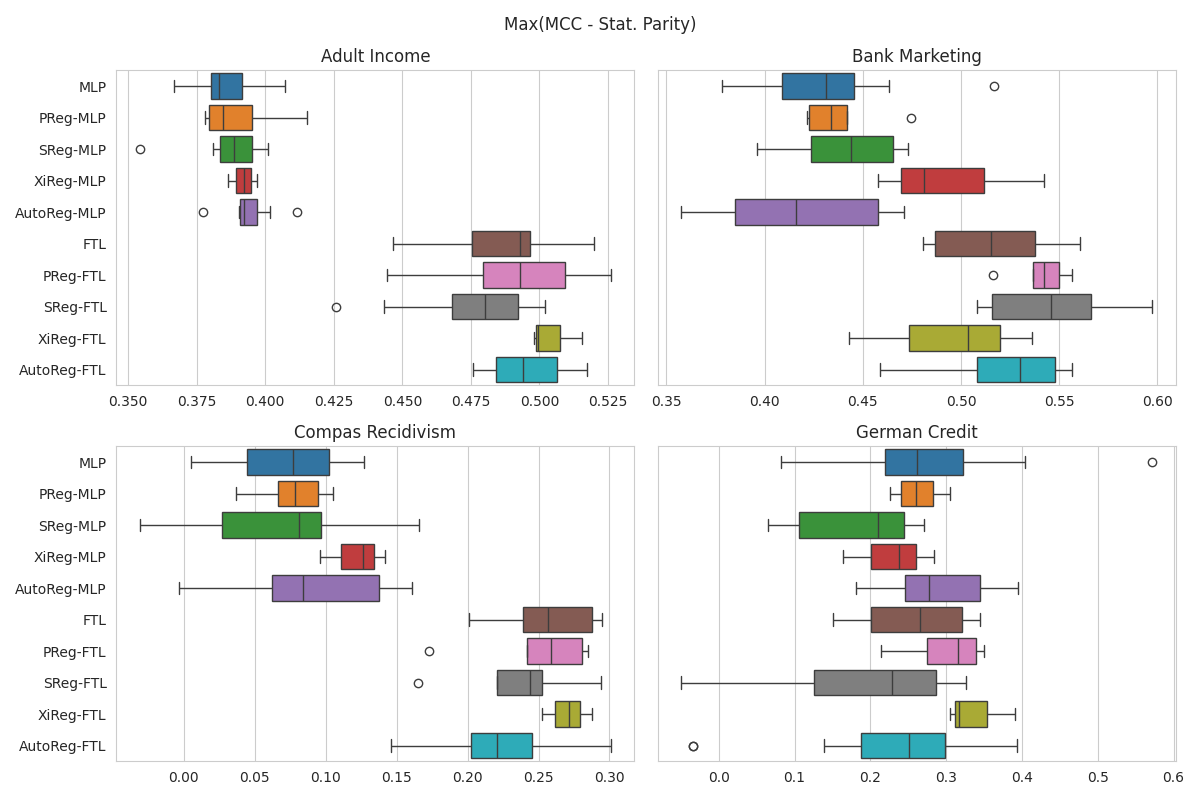 Max(MCC - Stat. Parity)
Adult Income
MLP
PReg-MLP
SReg-MLP
XiReg-MLP
AutoReg-MLP
FTL
PReg-FTL
SReg-FTL
XiReg-FTL
AutoReg-FTL
0.350 0.375 0.400 0.425 0.450 0.475 0.500 0.525
Bank Marketing
0.35 0.40 0.45 0.50 0.55 0.60
Compas Recidivism
MLP
PReg-MLP
SReg-MLP
XiReg-MLP
AutoReg-MLP
FTL
PReg-FTL
SReg-FTL
XiReg-FTL
AutoReg-FTL
0.00 0.05 0.10 0.15 0.20 0.25 0.30
German Credit
0.0 0.1 0.2 0.3 0.4 0.5 0.6